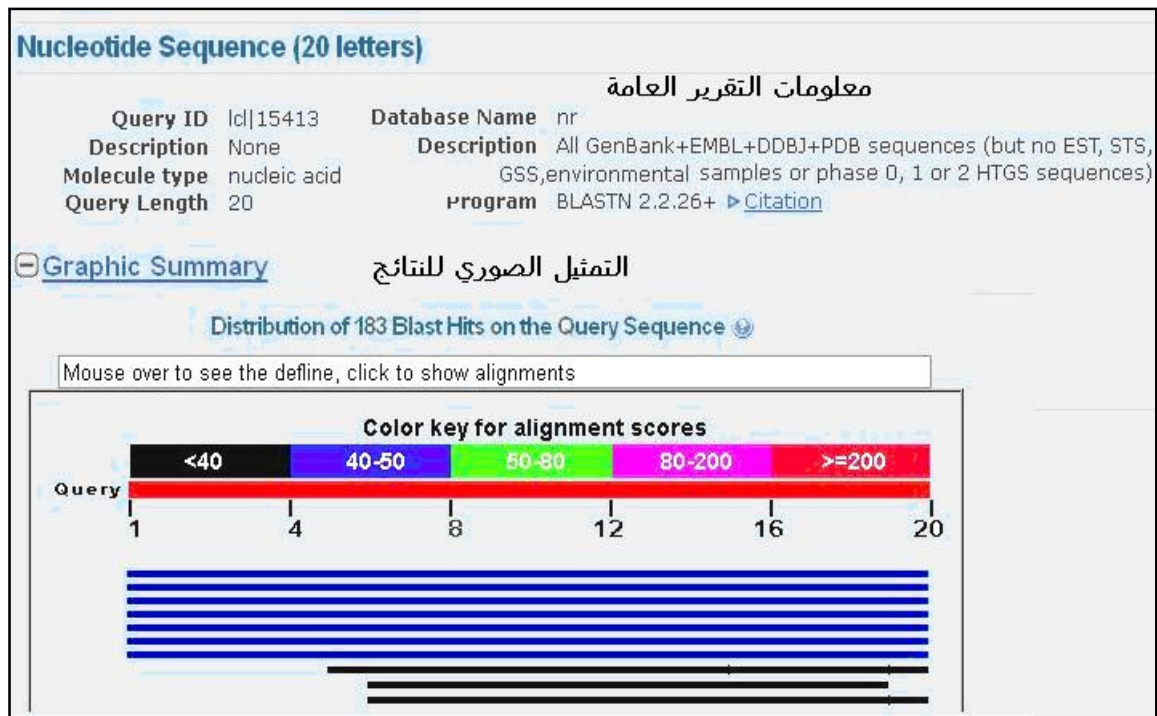 Nucleotide Sequence (20 letters)
معلومات التقرير العامة
Query ID lcl|15413
Description None
Molecule type nucleic acid
Query Length 20
Database Name nr
Description All GenBank+EMBL+DDBJ+PDB sequences (but no EST, STS,
GSS,environmental samples or phase 0, 1 or 2 HTGS sequences)
Program BLASTN 2.2.26+ Citation
Graphic Summary التمثيل الصوري للنتائج
Distribution of 183 Blast Hits on the Query Sequence
Mouse over to see the defline, click to show alignments
Color key for alignment scores
<40 40-50 50-80 80-200 >=200
Query
1 4 8 12 16 20